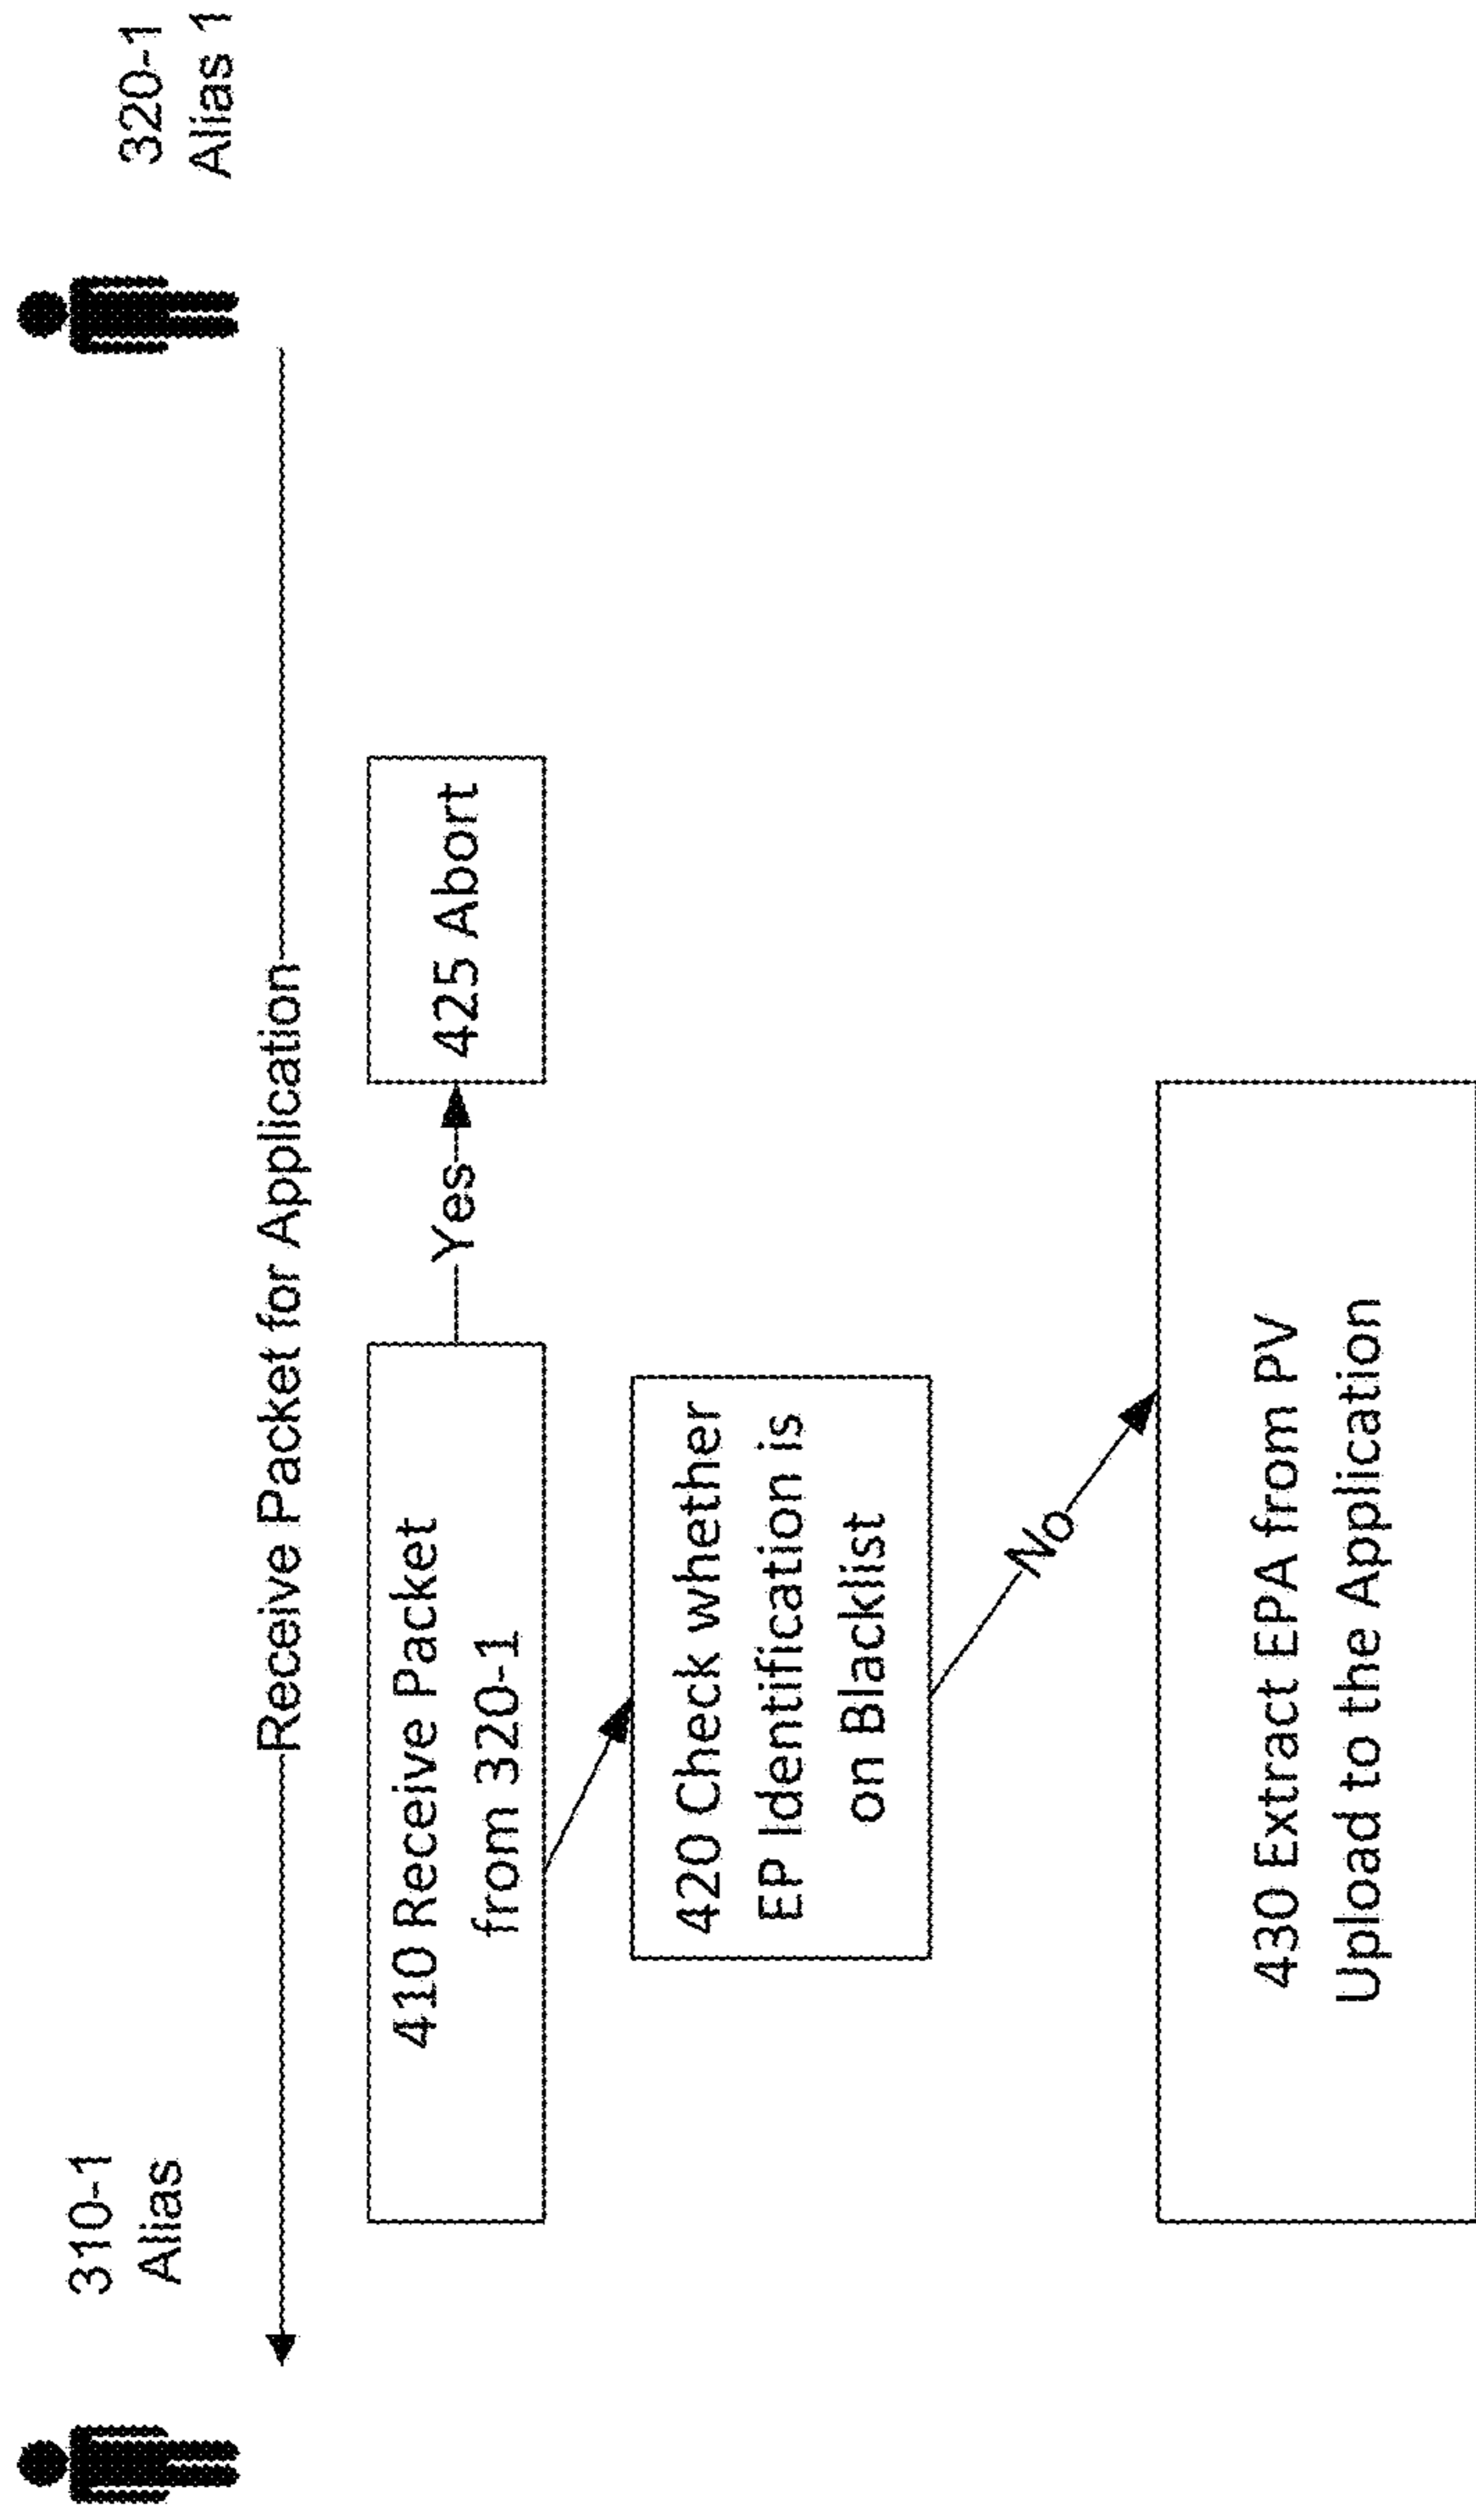 310-1
Alias
320-1
Alias 1
Receive Packet for Application
410 Receive Packet
from 320-1
Yes
425 Abort
420 Check whether
EP Identification is
on Blacklist
No
430 Extract EPA from PV
Upload to the Application